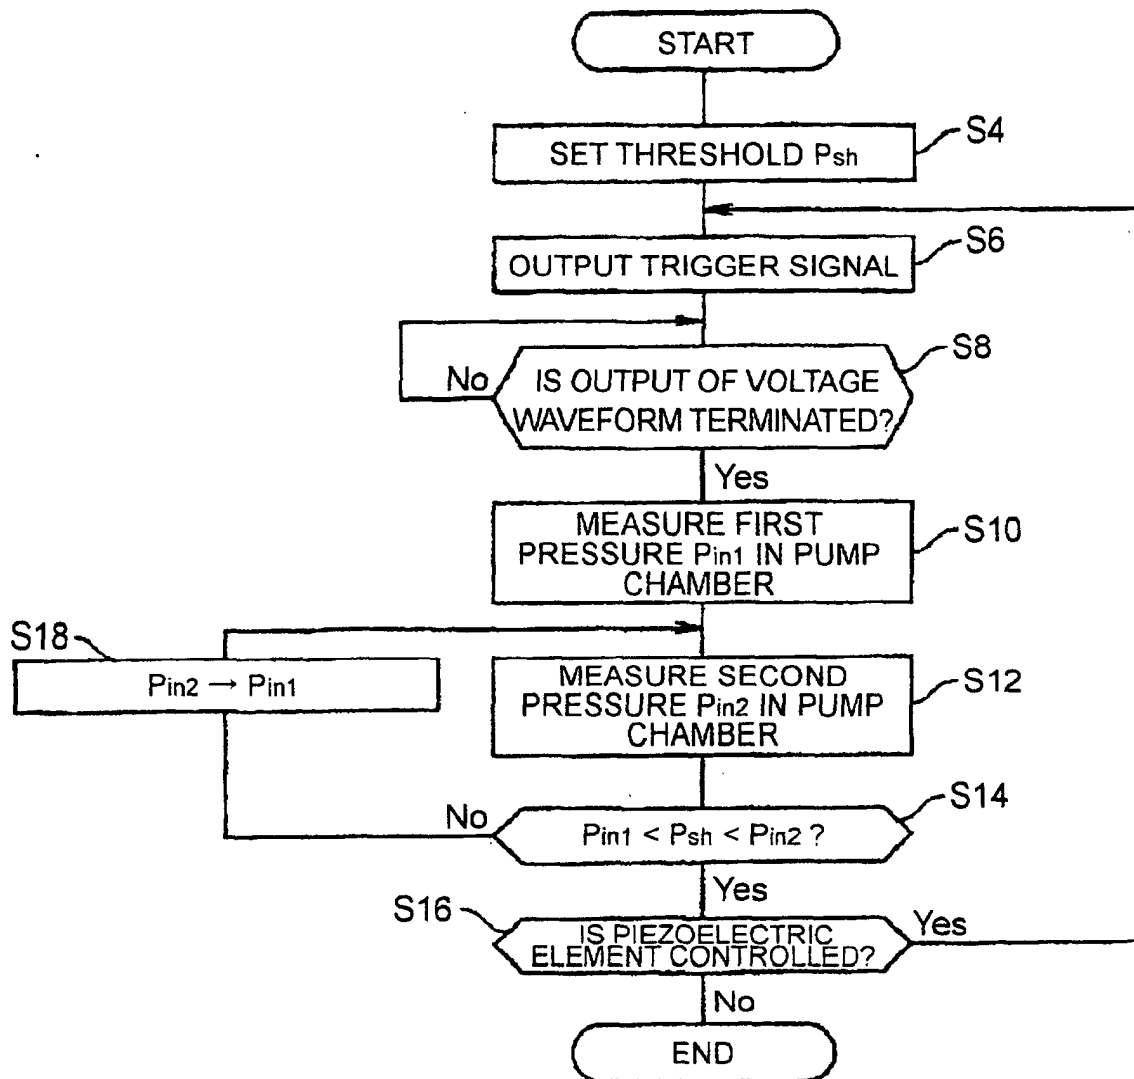 START
S4
SET THRESHOLD Psh
S6
OUTPUT TRIGGER SIGNAL
S8
No
IS OUTPUT OF VOLTAGE
WAVEFORM TERMINATED?
Yes
S10
MEASURE FIRST
PRESSURE Pin1 IN PUMP
CHAMBER
S18
Pin2 → Pin1
S12
MEASURE SECOND
PRESSURE Pin2 IN PUMP
CHAMBER
S14
No
Pin1 < Psh < Pin2 ?
Yes
S16
IS PIEZOELECTRIC
ELEMENT CONTROLLED?
Yes
No
END